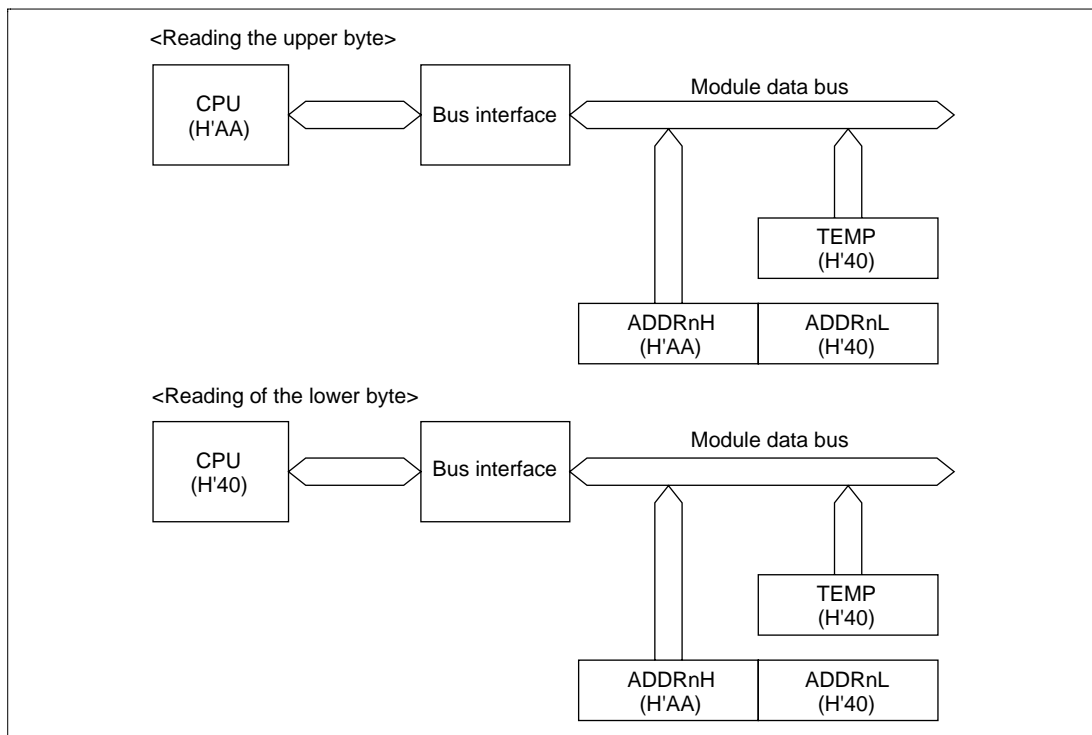 <Reading the upper byte>
CPU
(H'AA)
Bus interface
Module data bus
TEMP
(H'40)
ADDRnH
(H'AA)
ADDRnL
(H'40)
<Reading of the lower byte>
CPU
(H'40)
Bus interface
Module data bus
TEMP
(H'40)
ADDRnH
(H'AA)
ADDRnL
(H'40)